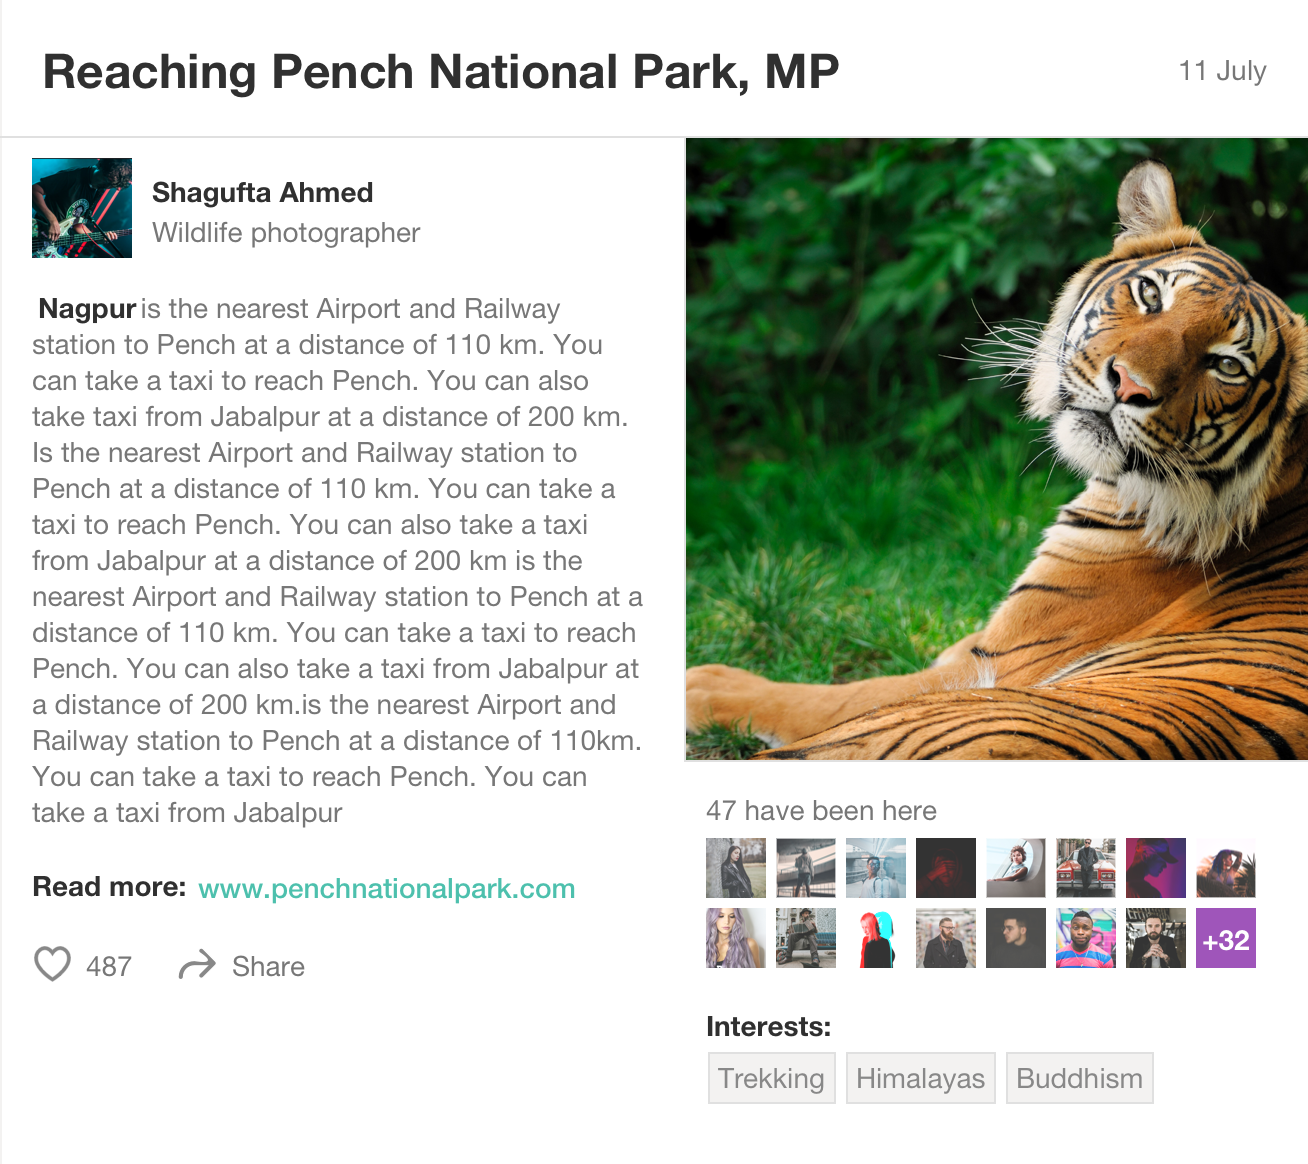 Reaching Pench National Park, MP
11 July
Shagufta Ahmed
Wildlife photographer
Nagpur is the nearest Airport and Railway
station to Pench at a distance of 110 km. You
can take a taxi to reach Pench. You can also
take taxi from Jabalpur at a distance of 200 km.
Is the nearest Airport and Railway station to
Pench at a distance of 110 km. You can take a
taxi to reach Pench. You can also take a taxi
from Jabalpur at a distance of 200 km is the
nearest Airport and Railway station to Pench at a
distance of 110 km. You can take a taxi to reach
Pench. You can also take a taxi from Jabalpur at
a distance of 200 km.is the nearest Airport and
Railway station to Pench at a distance of 110km.
You can take a taxi to reach Pench. You can
take a taxi from Jabalpur
Read more: www.penchnationalpark.com
487 Share
47 have been here
+32
Interests:
Trekking Himalayas Buddhism